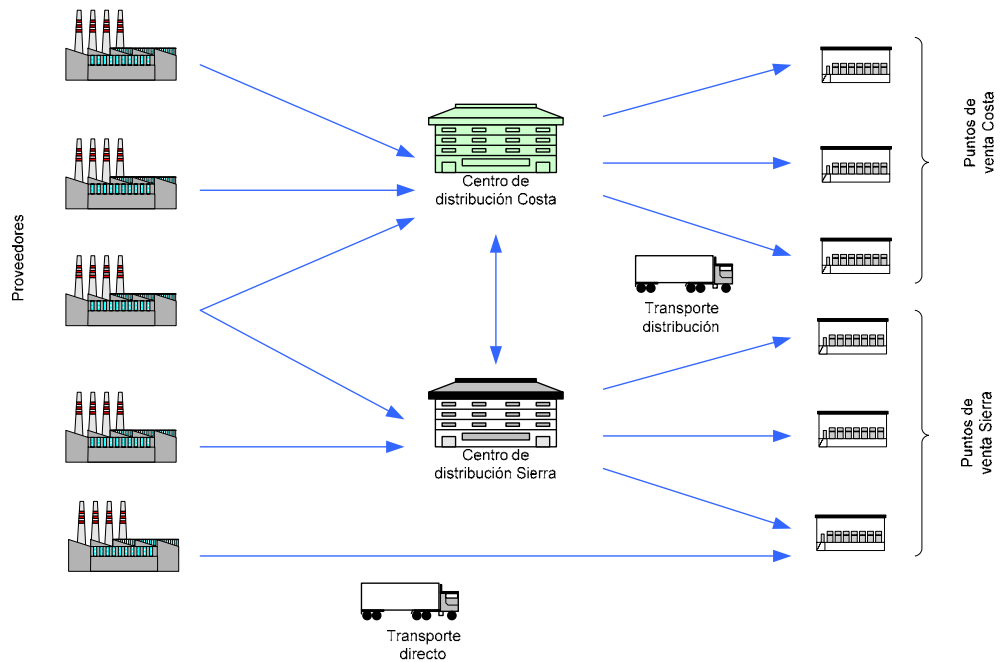 Proveedores
Centro de
distribución Costa
Transporte
distribución
Puntos de
venta Costa
Centro de
distribución Sierra
Puntos de
venta Sierra
Transporte
directo